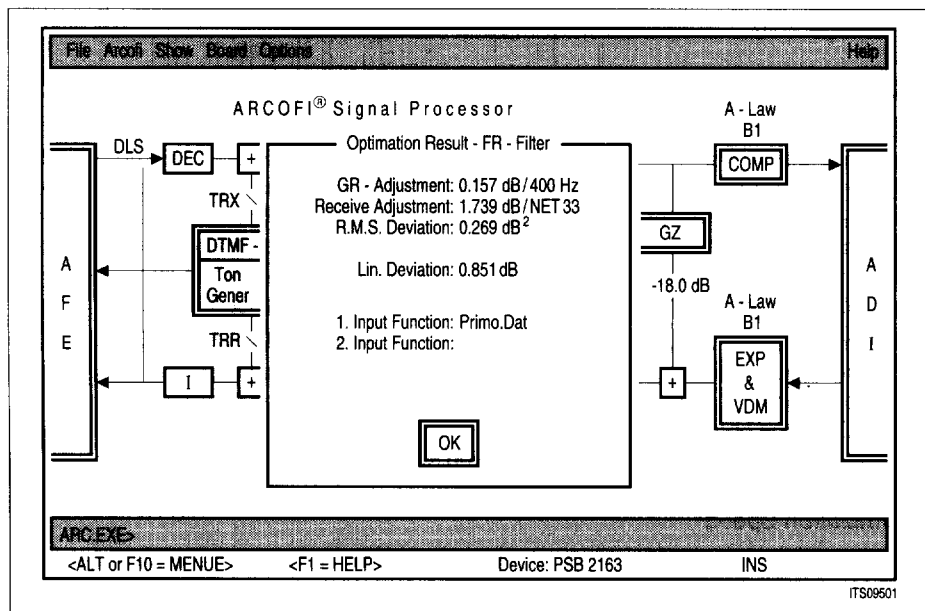 File Arcofi Show Board Options Help
ARCOFI® Signal Processor
A - Law
B1
DLS
DEC
+
COMP
TRX
DTMF -
Ton
Gener
TRR
I
+
A
F
E
Optimation Result - FR - Filter
GR - Adjustment: 0.157 dB/400 Hz
Receive Adjustment: 1.739 dB/NET 33
R.M.S. Deviation: 0.269 dB²
Lin. Deviation: 0.851 dB
1. Input Function: Primo.Dat
2. Input Function:
OK
GZ
-18.0 dB
A - Law
B1
+
EXP
&
VDM
A
D
I
ARC.EXE>
<ALT or F10 = MENUE> <F1 = HELP> Device: PSB 2163 INS
ITS09501